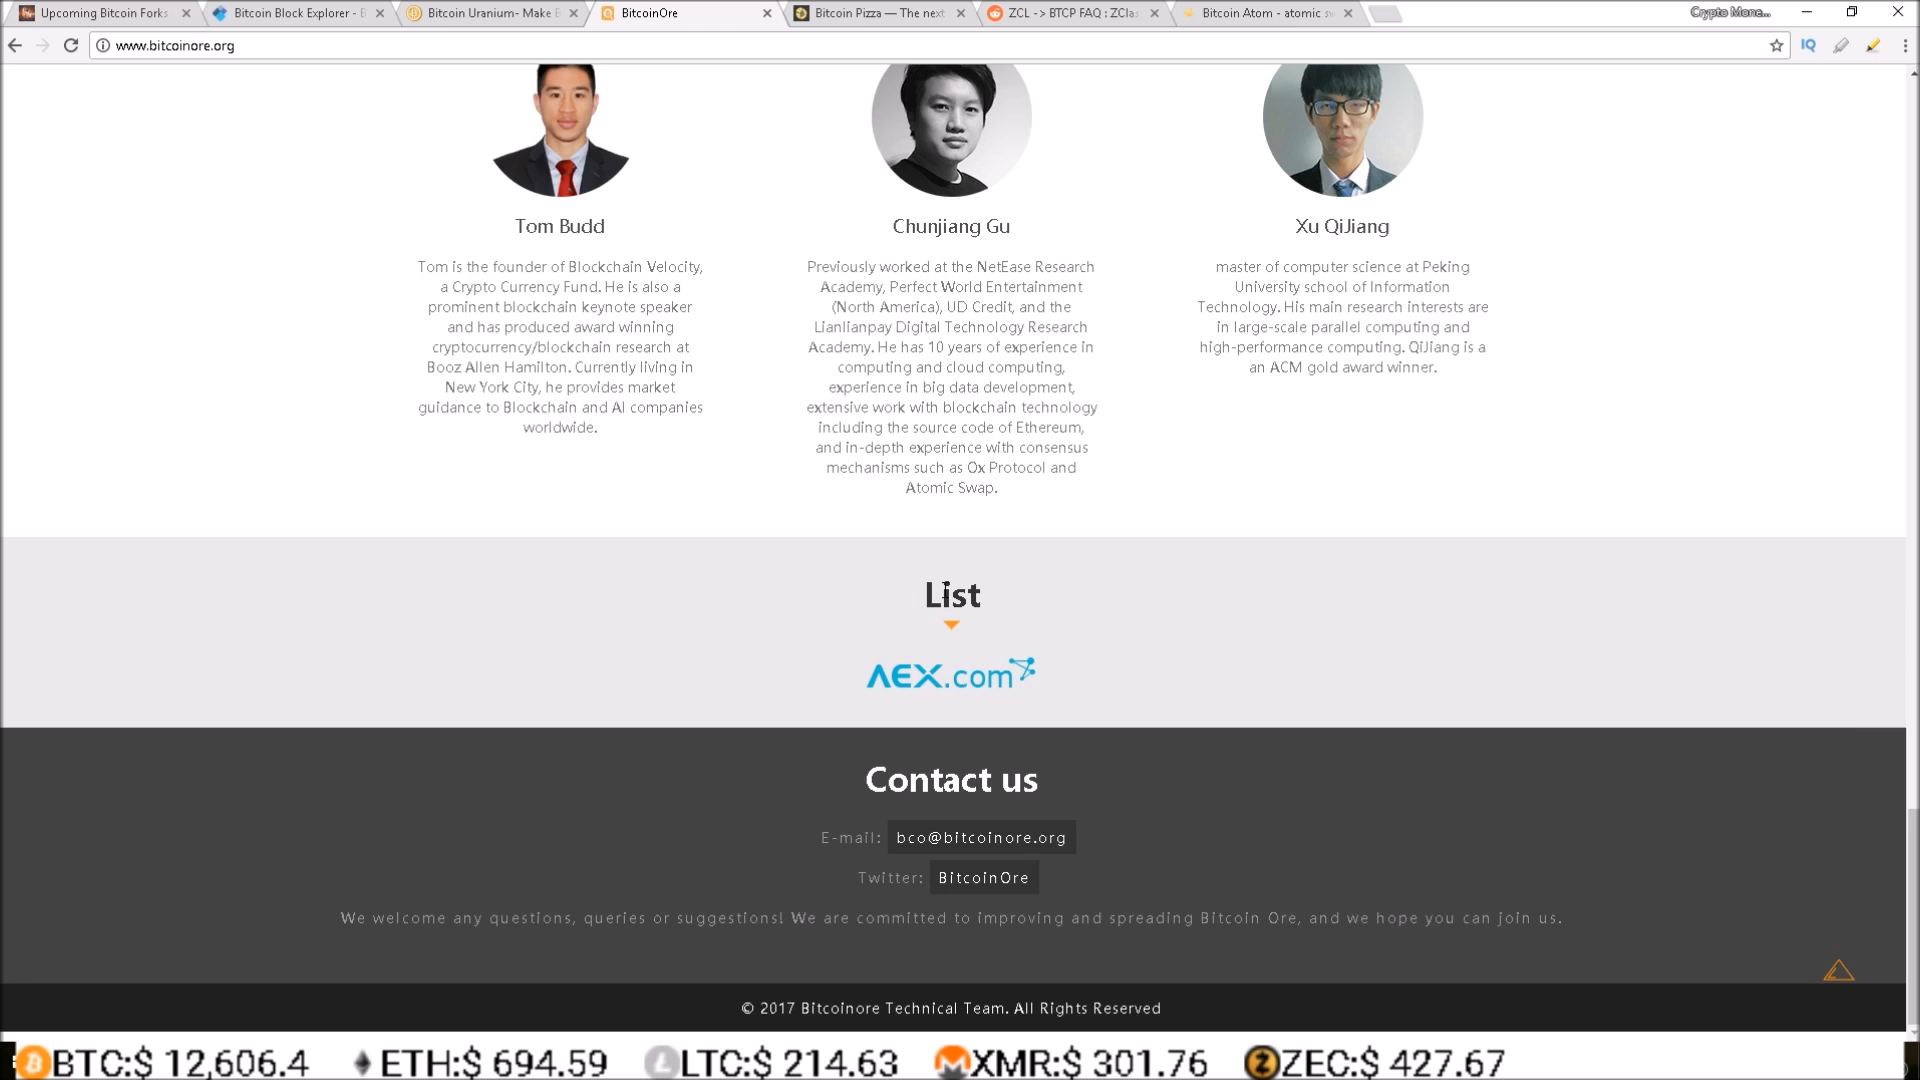 Upcoming Bitcoin Forks
Bitcoin Block Explorer - B
Bitcoin Uranium- Make B
BitcoinOre
Bitcoin Pizza — The next
ZCL -> BTCP FAQ : ZClas
Bitcoin Atom - atomic sw
Crypto Mone...
www.bitcoinore.org
IQ
Tom Budd
Tom is the founder of Blockchain Velocity,
a Crypto Currency Fund. He is also a
prominent blockchain keynote speaker
and has produced award winning
cryptocurrency/blockchain research at
Booz Allen Hamilton. Currently living in
New York City, he provides market
guidance to Blockchain and AI companies
worldwide.
Chunjiang Gu
Previously worked at the NetEase Research
Academy, Perfect World Entertainment
(North America), UD Credit, and the
Lianlianpay Digital Technology Research
Academy. He has 10 years of experience in
computing and cloud computing,
experience in big data development,
extensive work with blockchain technology
including the source code of Ethereum,
and in-depth experience with consensus
mechanisms such as Ox Protocol and
Atomic Swap.
Xu QiJiang
master of computer science at Peking
University school of Information
Technology. His main research interests are
in large-scale parallel computing and
high-performance computing. QiJiang is a
an ACM gold award winner.
List
AEX.com
Contact us
E-mail: bco@bitcoinore.org
Twitter: BitcoinOre
We welcome any questions, queries or suggestions! We are committed to improving and spreading Bitcoin Ore, and we hope you can join us.
© 2017 Bitcoinore Technical Team. All Rights Reserved
BTC:$ 12,606.4 ETH:$ 694.59 LTC:$ 214.63 XMR:$ 301.76 ZEC:$ 427.67